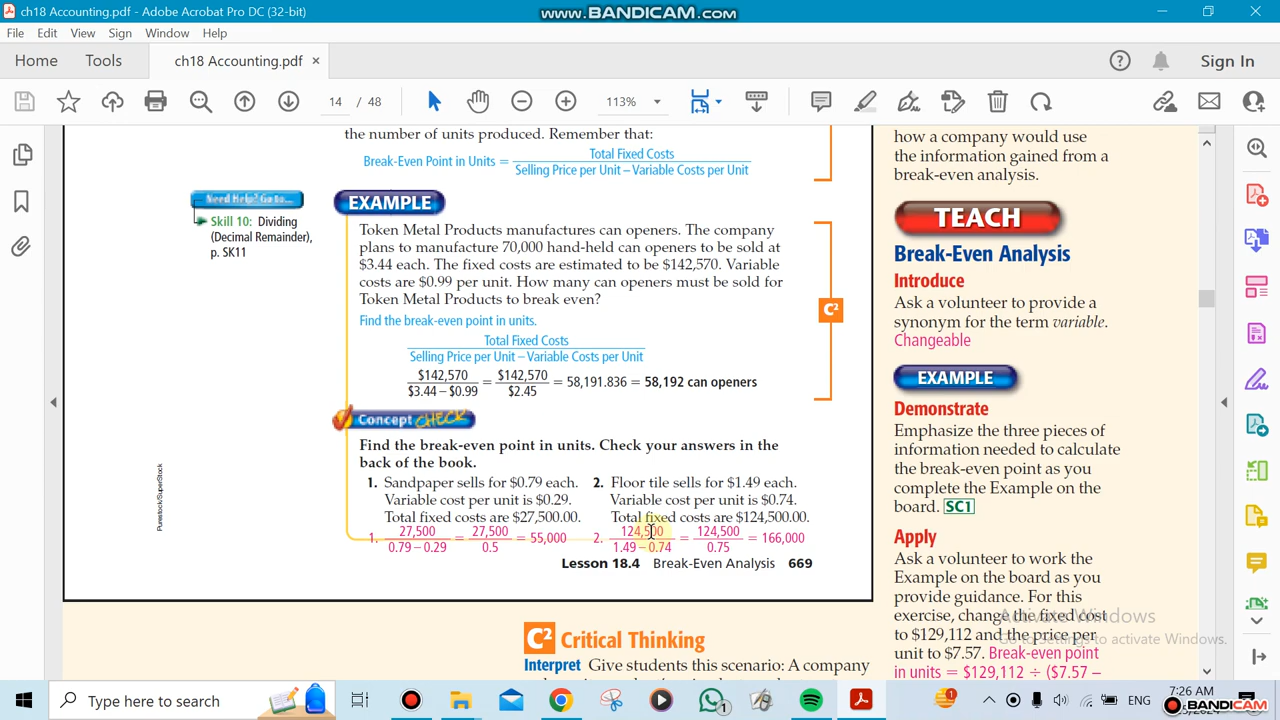 ch18 Accounting.pdf - Adobe Acrobat Pro DC (32-bit)
www.BANDICAM.com
File Edit View Sign Window Help
Home Tools ch18 Accounting.pdf × Sign In
14 / 48 113%
the number of units produced. Remember that:
Break-Even Point in Units = Total Fixed Costs / Selling Price per Unit – Variable Costs per Unit
Need Help? Go to...
Skill 10: Dividing
(Decimal Remainder),
p. SK11
EXAMPLE
Token Metal Products manufactures can openers. The company
plans to manufacture 70,000 hand-held can openers to be sold at
$3.44 each. The fixed costs are estimated to be $142,570. Variable
costs are $0.99 per unit. How many can openers must be sold for
Token Metal Products to break even?
Find the break-even point in units.
Total Fixed Costs
Selling Price per Unit – Variable Costs per Unit
$142,570 / $3.44 – $0.99 = $142,570 / $2.45 = 58,191.836 = 58,192 can openers
C²
Concept CHECK
Find the break-even point in units. Check your answers in the
back of the book.
1. Sandpaper sells for $0.79 each.
Variable cost per unit is $0.29.
Total fixed costs are $27,500.00.
1. 27,500 / 0.79 – 0.29 = 27,500 / 0.5 = 55,000
2. Floor tile sells for $1.49 each.
Variable cost per unit is $0.74.
Total fixed costs are $124,500.00.
2. 124,500 / 1.49 – 0.74 = 124,500 / 0.75 = 166,000
Purestock/SuperStock
Lesson 18.4 Break-Even Analysis 669
C² Critical Thinking
Interpret Give students this scenario: A company
how a company would use
the information gained from a
break-even analysis.
TEACH
Break-Even Analysis
Introduce
Ask a volunteer to provide a
synonym for the term variable.
Changeable
EXAMPLE
Demonstrate
Emphasize the three pieces of
information needed to calculate
the break-even point as you
complete the Example on the
board. SC1
Apply
Ask a volunteer to work the
Example on the board as you
provide guidance. For this
exercise, change the fixed cost
to $129,112 and the price per
unit to $7.57. Break-even point
in units = $129,112 ÷ ($7.57 –
Activate Windows
Go to Settings to activate Windows.
Type here to search
1
1
ENG
7:26 AM
BANDICAM